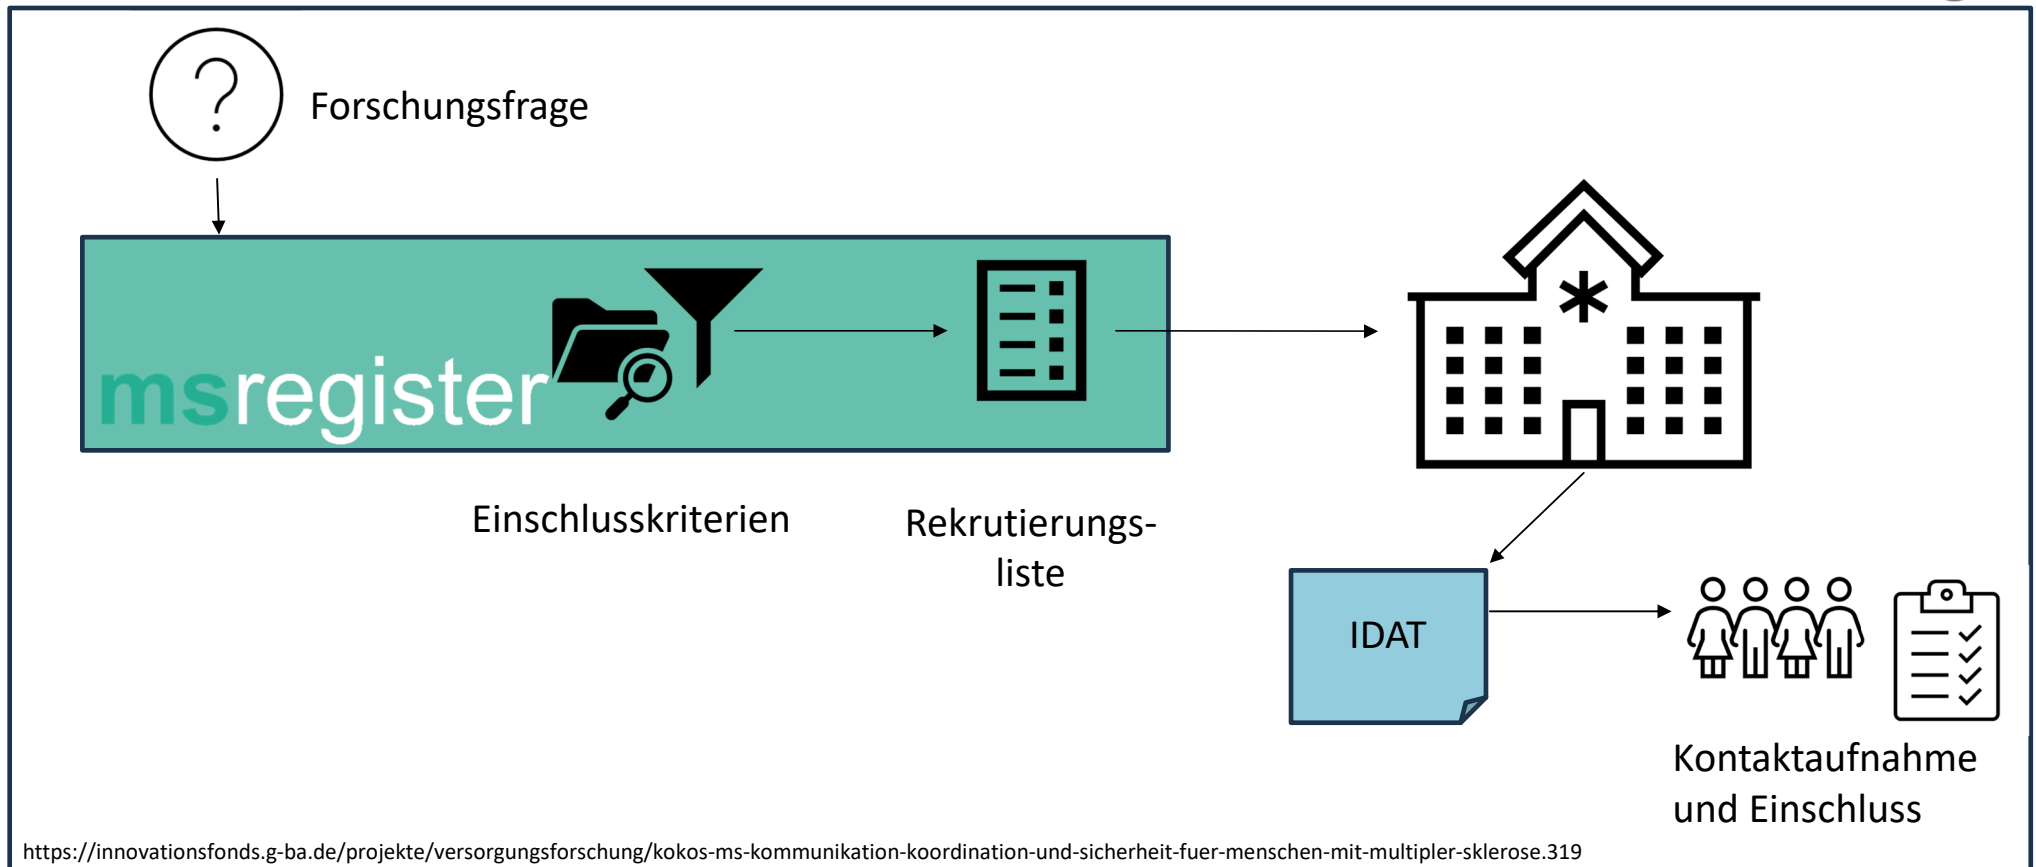 ?
Forschungsfrage
msregister
Einschlusskriterien
Rekrutierungs-
liste
IDAT
Kontaktaufnahme
und Einschluss
https://innovationsfonds.g-ba.de/projekte/versorgungsforschung/kokos-ms-kommunikation-koordination-und-sicherheit-fuer-menschen-mit-multipler-sklerose.319